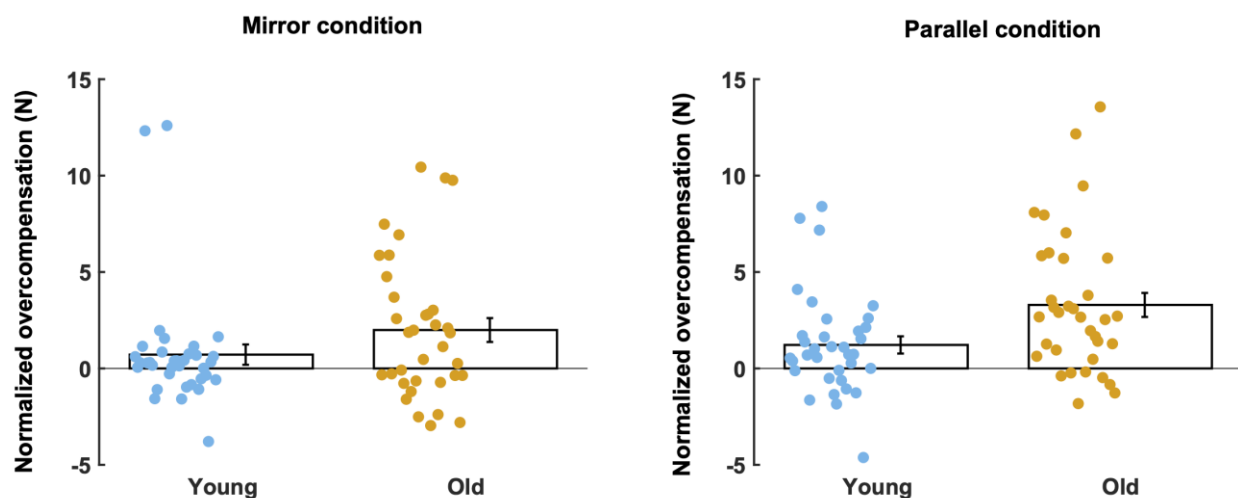 Mirror condition
Normalized overcompensation (N)
15
10
5
0
-5
Young
Old
Parallel condition
Normalized overcompensation (N)
15
10
5
0
-5
Young
Old